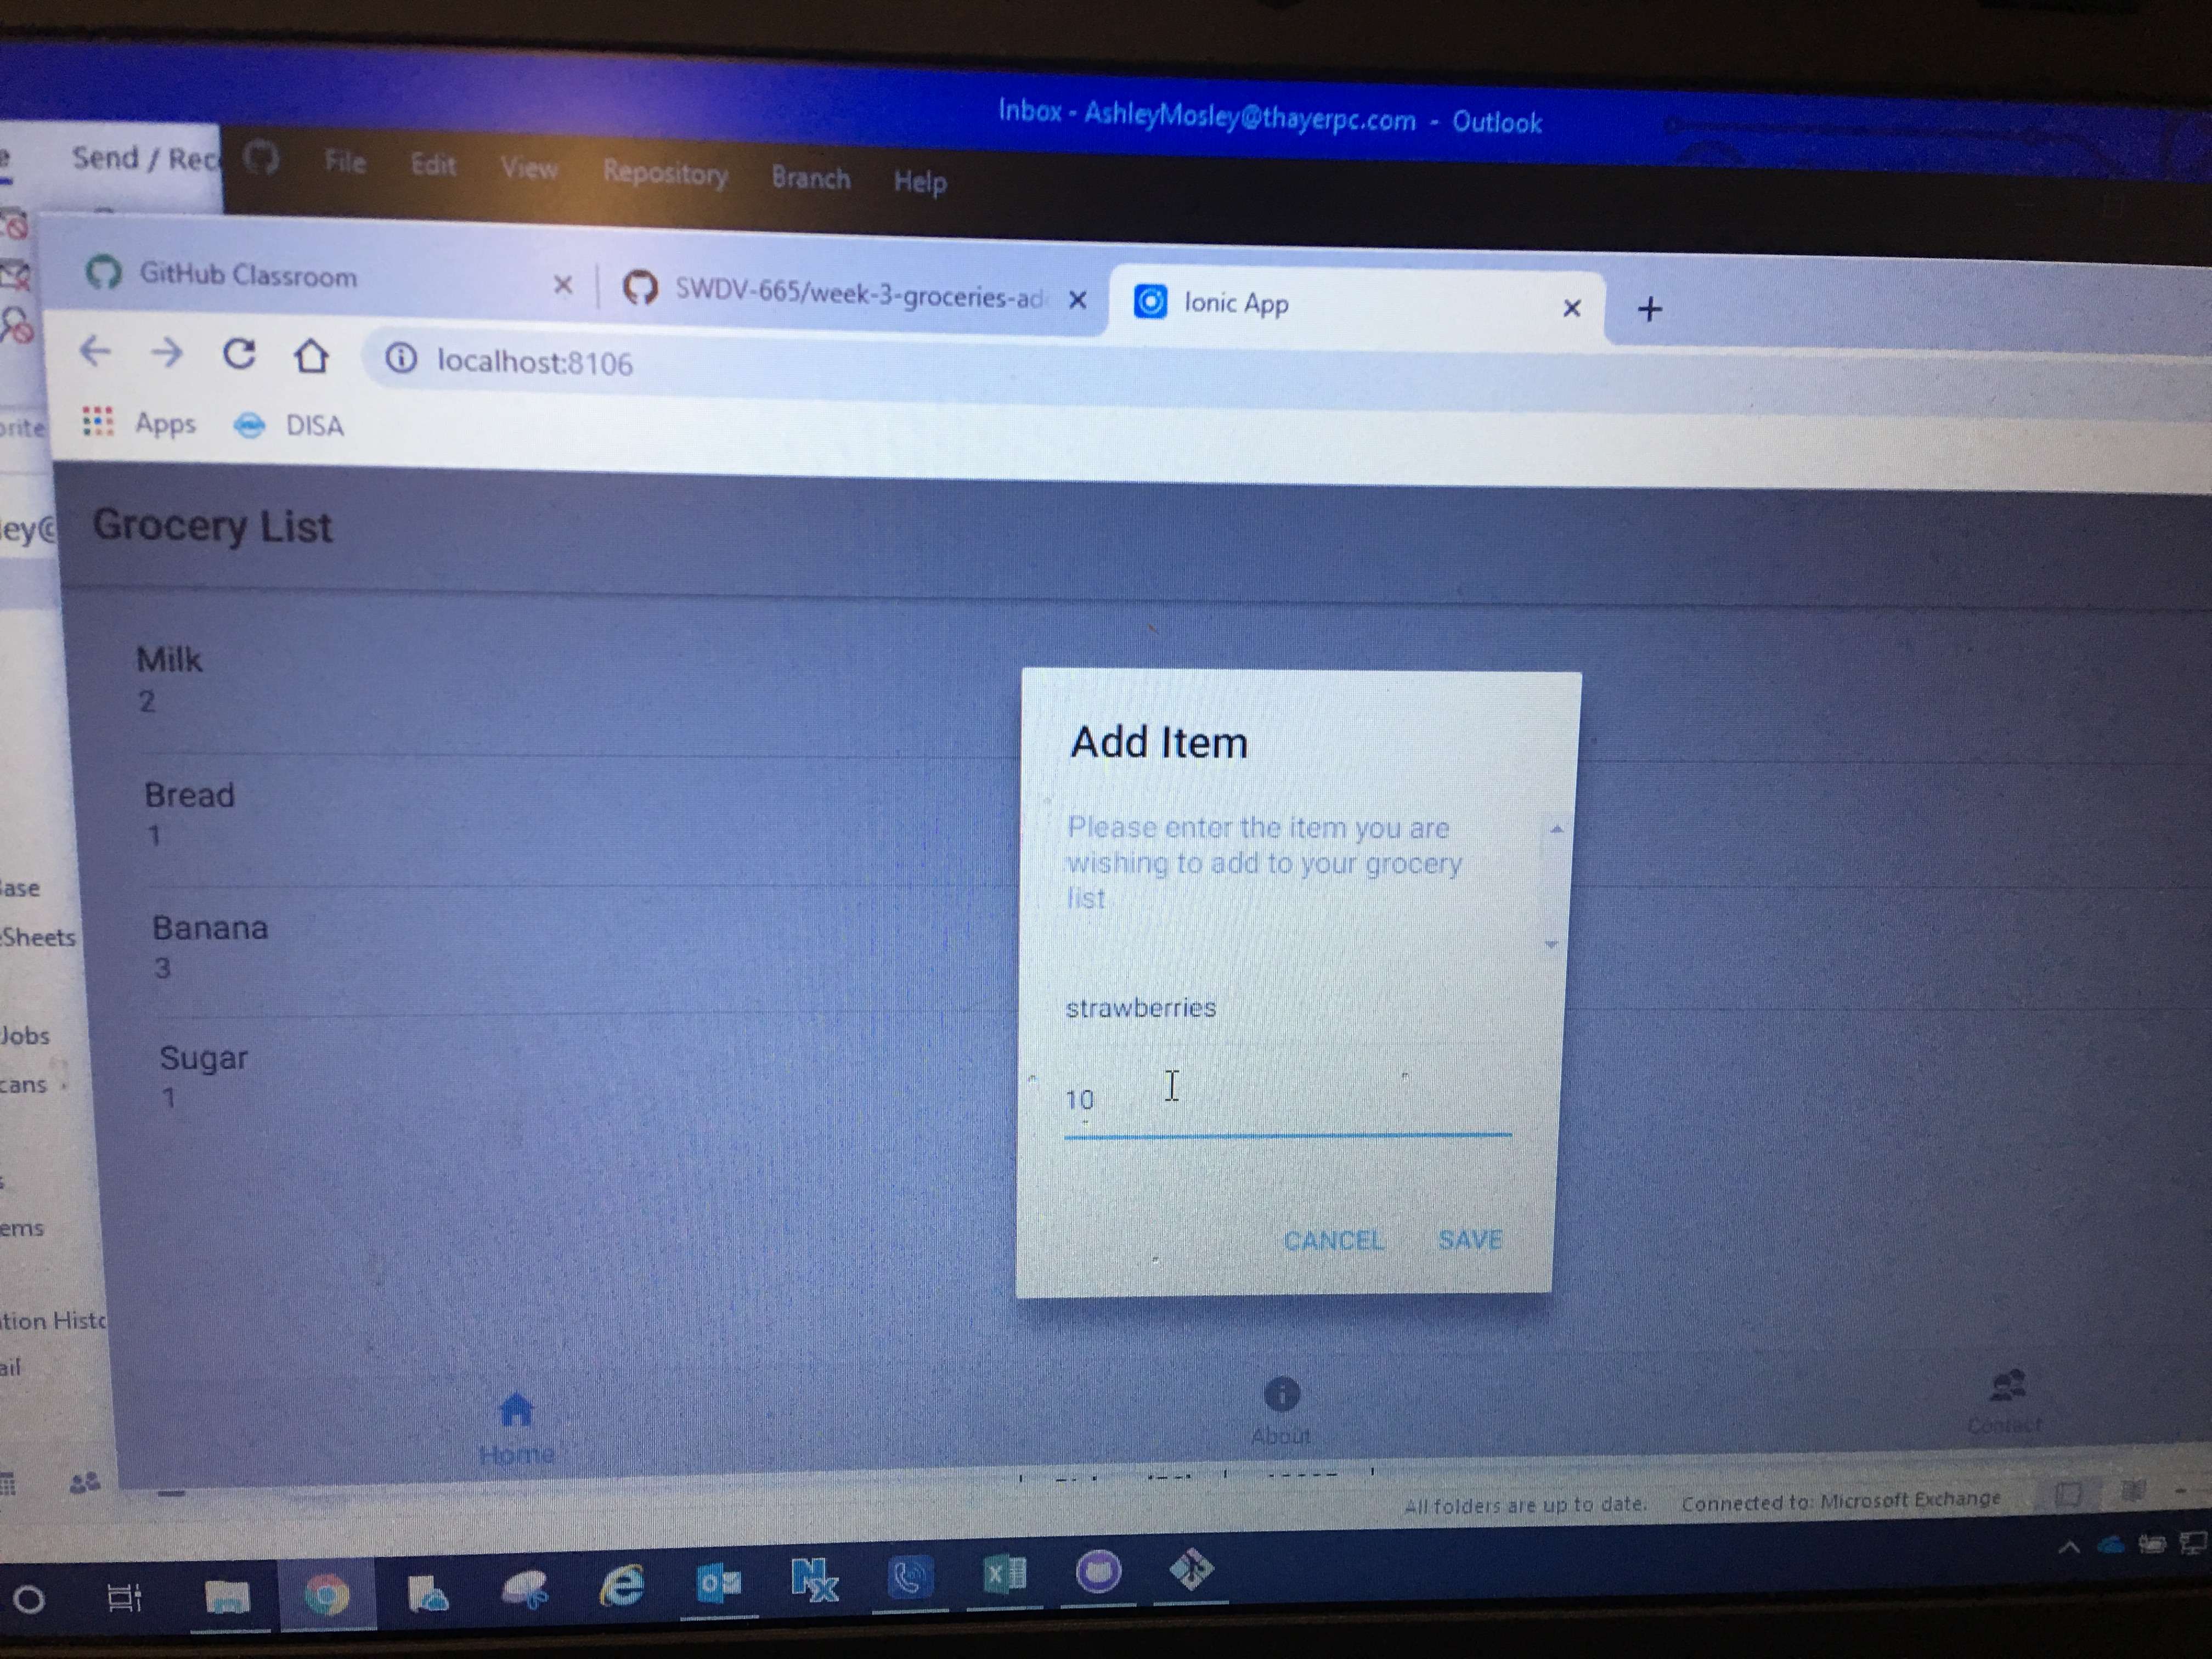 Inbox - AshleyMosley@thayerpc.com - Outlook
Send / Rec
File Edit View Repository Branch Help
GitHub Classroom
SWDV-665/week-3-groceries-ad
Ionic App
localhost:8106
Apps DISA
orite
ley@
Grocery List
Milk
2
Bread
1
Banana
3
Sugar
1
Add Item
Please enter the item you are
wishing to add to your grocery
list
strawberries
10
CANCEL SAVE
ase
Sheets
Jobs
cans
ems
tion Histo
ail
Home
About
Contact
All folders are up to date. Connected to: Microsoft Exchange